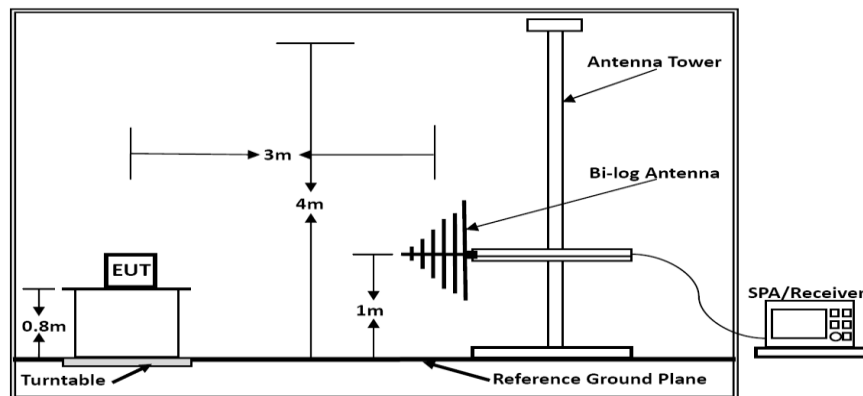 Antenna Tower
3m
Bi-log Antenna
4m
EUT
SPA/Receiver
0.8m
1m
Turntable
Reference Ground Plane